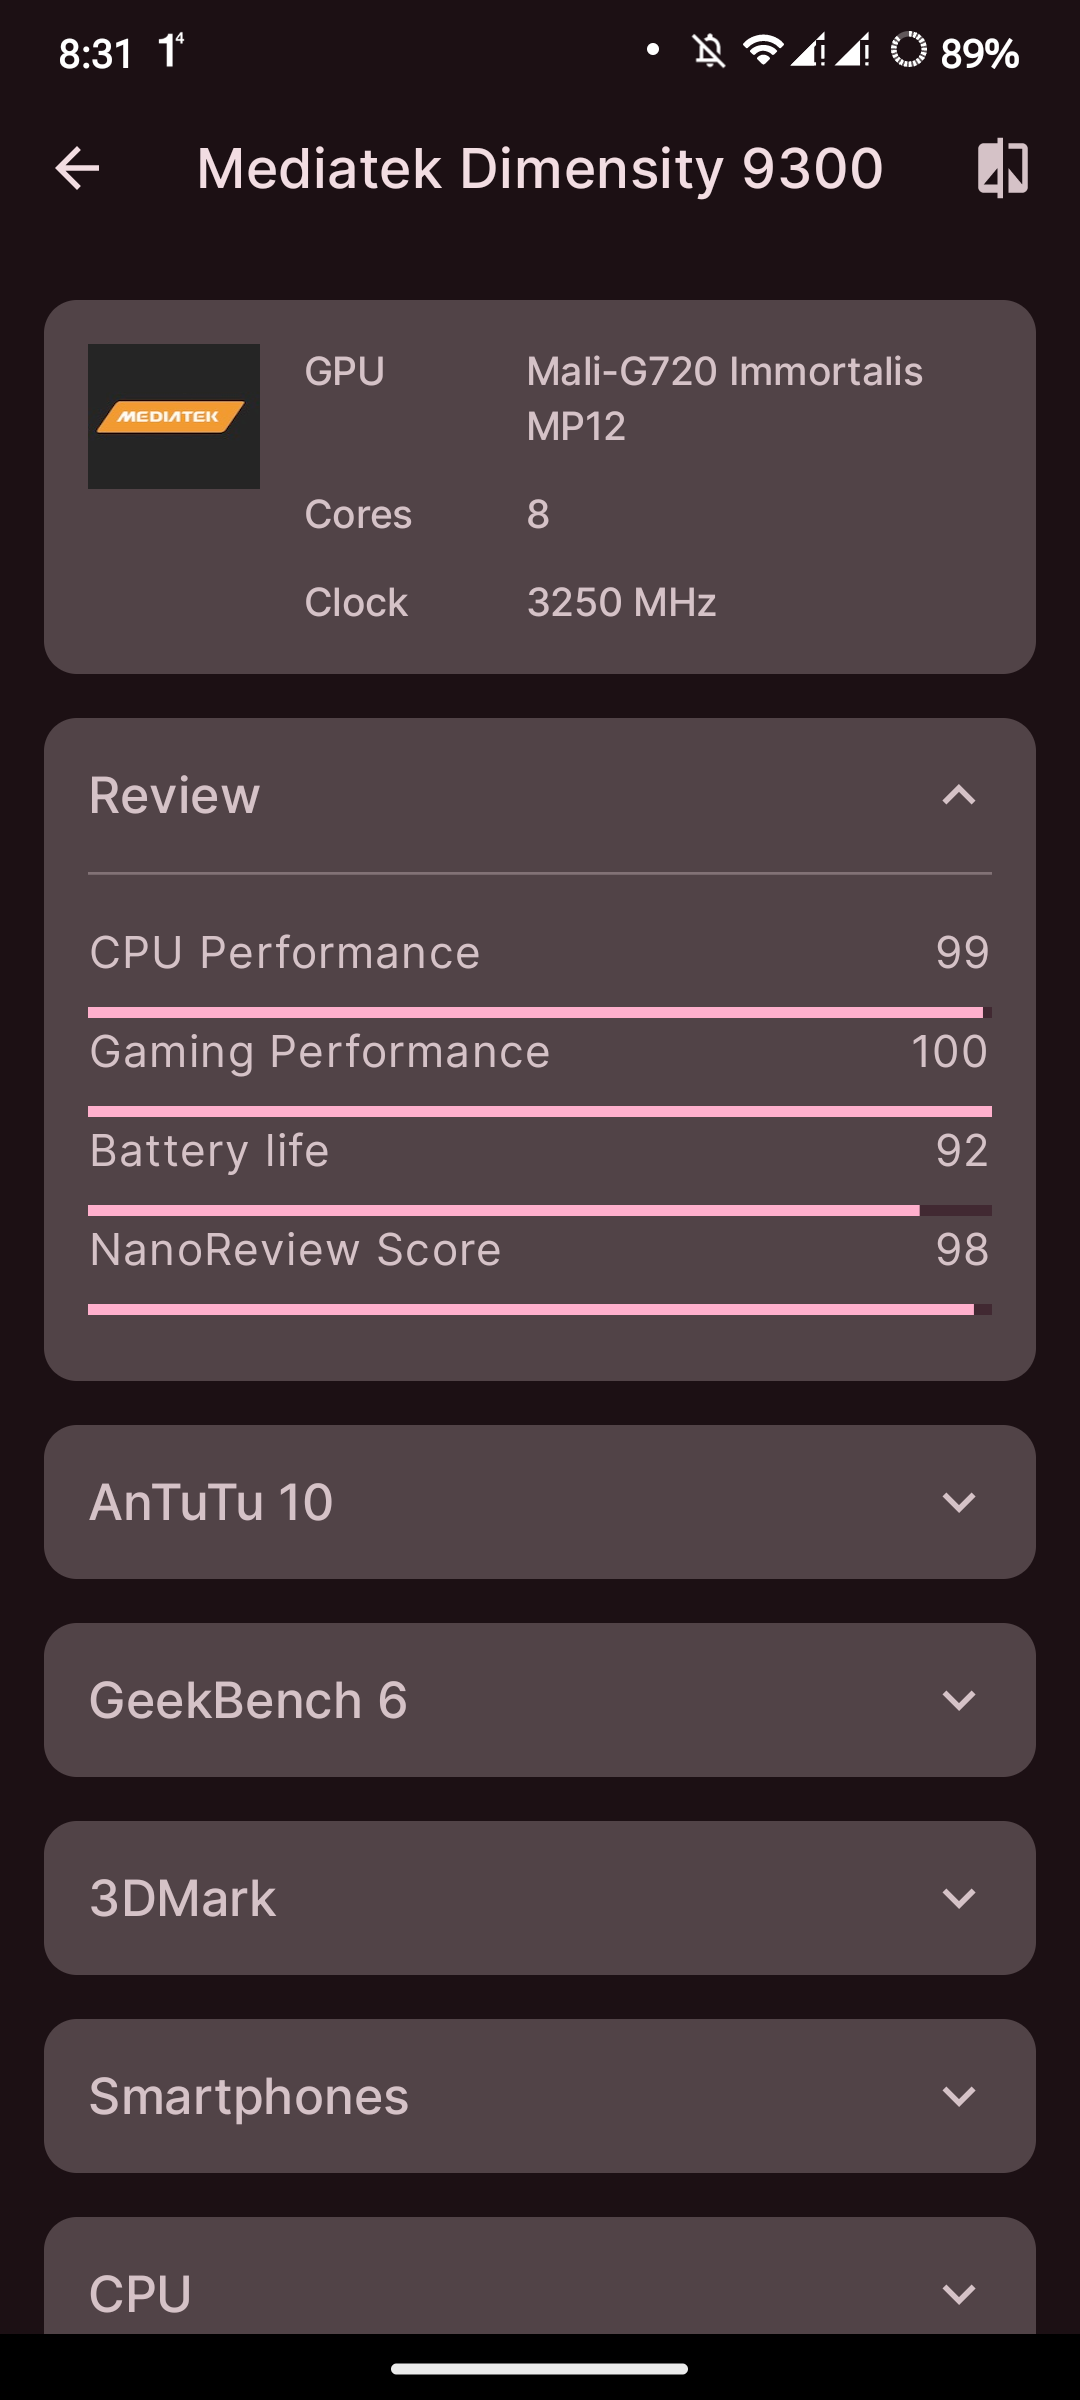 8:31 1⁴ 89%
Mediatek Dimensity 9300
MEDIATEK
GPU Mali-G720 Immortalis
MP12
Cores 8
Clock 3250 MHz
Review
CPU Performance 99
Gaming Performance 100
Battery life 92
NanoReview Score 98
AnTuTu 10
GeekBench 6
3DMark
Smartphones
CPU